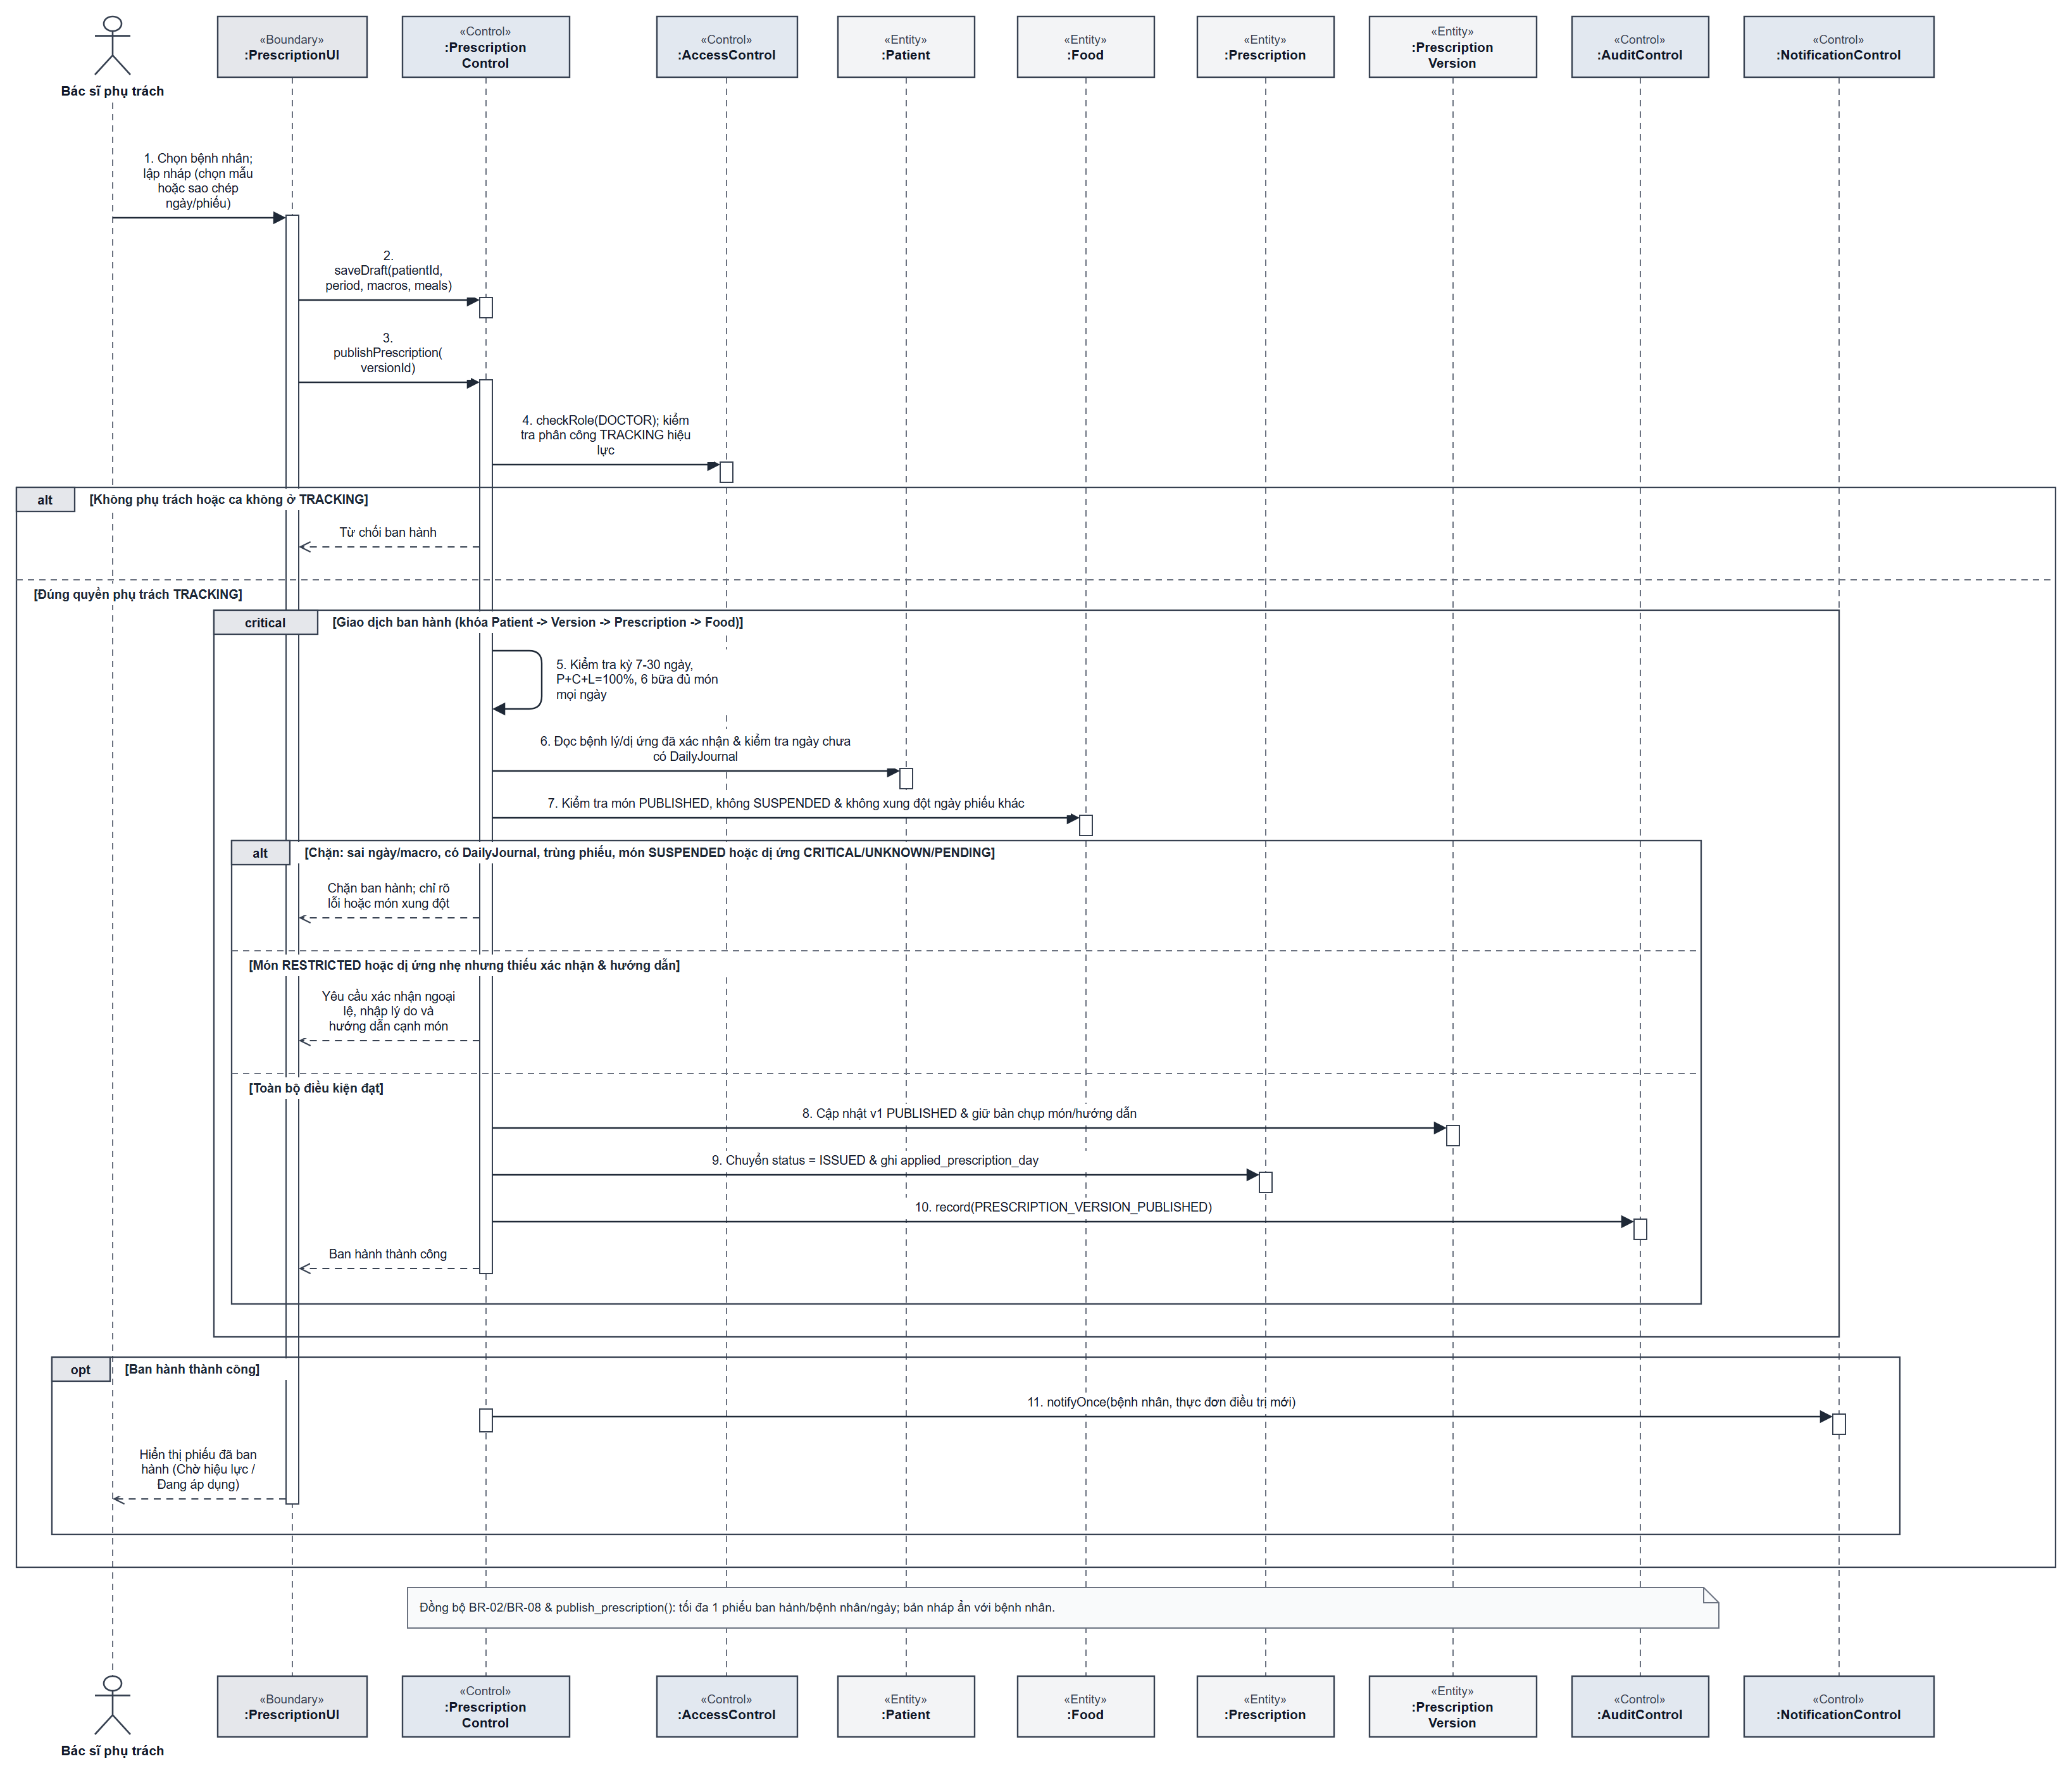 «Boundary»
:PrescriptionUI
«Control»
:Prescription
Control
«Control»
:AccessControl
«Entity»
:Patient
«Entity»
:Food
«Entity»
:Prescription
«Entity»
:Prescription
Version
«Control»
:AuditControl
«Control»
:NotificationControl
Bác sĩ phụ trách
1. Chọn bệnh nhân;
lập nháp (chọn mẫu
hoặc sao chép
ngày/phiếu)
2.
saveDraft(patientId,
period, macros, meals)
3.
publishPrescription(
versionId)
4. checkRole(DOCTOR); kiểm
tra phân công TRACKING hiệu
lực
alt
[Không phụ trách hoặc ca không ở TRACKING]
Từ chối ban hành
[Đúng quyền phụ trách TRACKING]
critical
[Giao dịch ban hành (khóa Patient -> Version -> Prescription -> Food)]
5. Kiểm tra kỳ 7-30 ngày,
P+C+L=100%, 6 bữa đủ món
mọi ngày
6. Đọc bệnh lý/dị ứng đã xác nhận & kiểm tra ngày chưa
có DailyJournal
7. Kiểm tra món PUBLISHED, không SUSPENDED & không xung đột ngày phiếu khác
alt
[Chặn: sai ngày/macro, có DailyJournal, trùng phiếu, món SUSPENDED hoặc dị ứng CRITICAL/UNKNOWN/PENDING]
Chặn ban hành; chỉ rõ
lỗi hoặc món xung đột
[Món RESTRICTED hoặc dị ứng nhẹ nhưng thiếu xác nhận & hướng dẫn]
Yêu cầu xác nhận ngoại
lệ, nhập lý do và
hướng dẫn cạnh món
[Toàn bộ điều kiện đạt]
8. Cập nhật v1 PUBLISHED & giữ bản chụp món/hướng dẫn
9. Chuyển status = ISSUED & ghi applied_prescription_day
10. record(PRESCRIPTION_VERSION_PUBLISHED)
Ban hành thành công
opt
[Ban hành thành công]
11. notifyOnce(bệnh nhân, thực đơn điều trị mới)
Hiển thị phiếu đã ban
hành (Chờ hiệu lực /
Đang áp dụng)
Đồng bộ BR-02/BR-08 & publish_prescription(): tối đa 1 phiếu ban hành/bệnh nhân/ngày; bản nháp ẩn với bệnh nhân.
«Boundary»
:PrescriptionUI
«Control»
:Prescription
Control
«Control»
:AccessControl
«Entity»
:Patient
«Entity»
:Food
«Entity»
:Prescription
«Entity»
:Prescription
Version
«Control»
:AuditControl
«Control»
:NotificationControl
Bác sĩ phụ trách